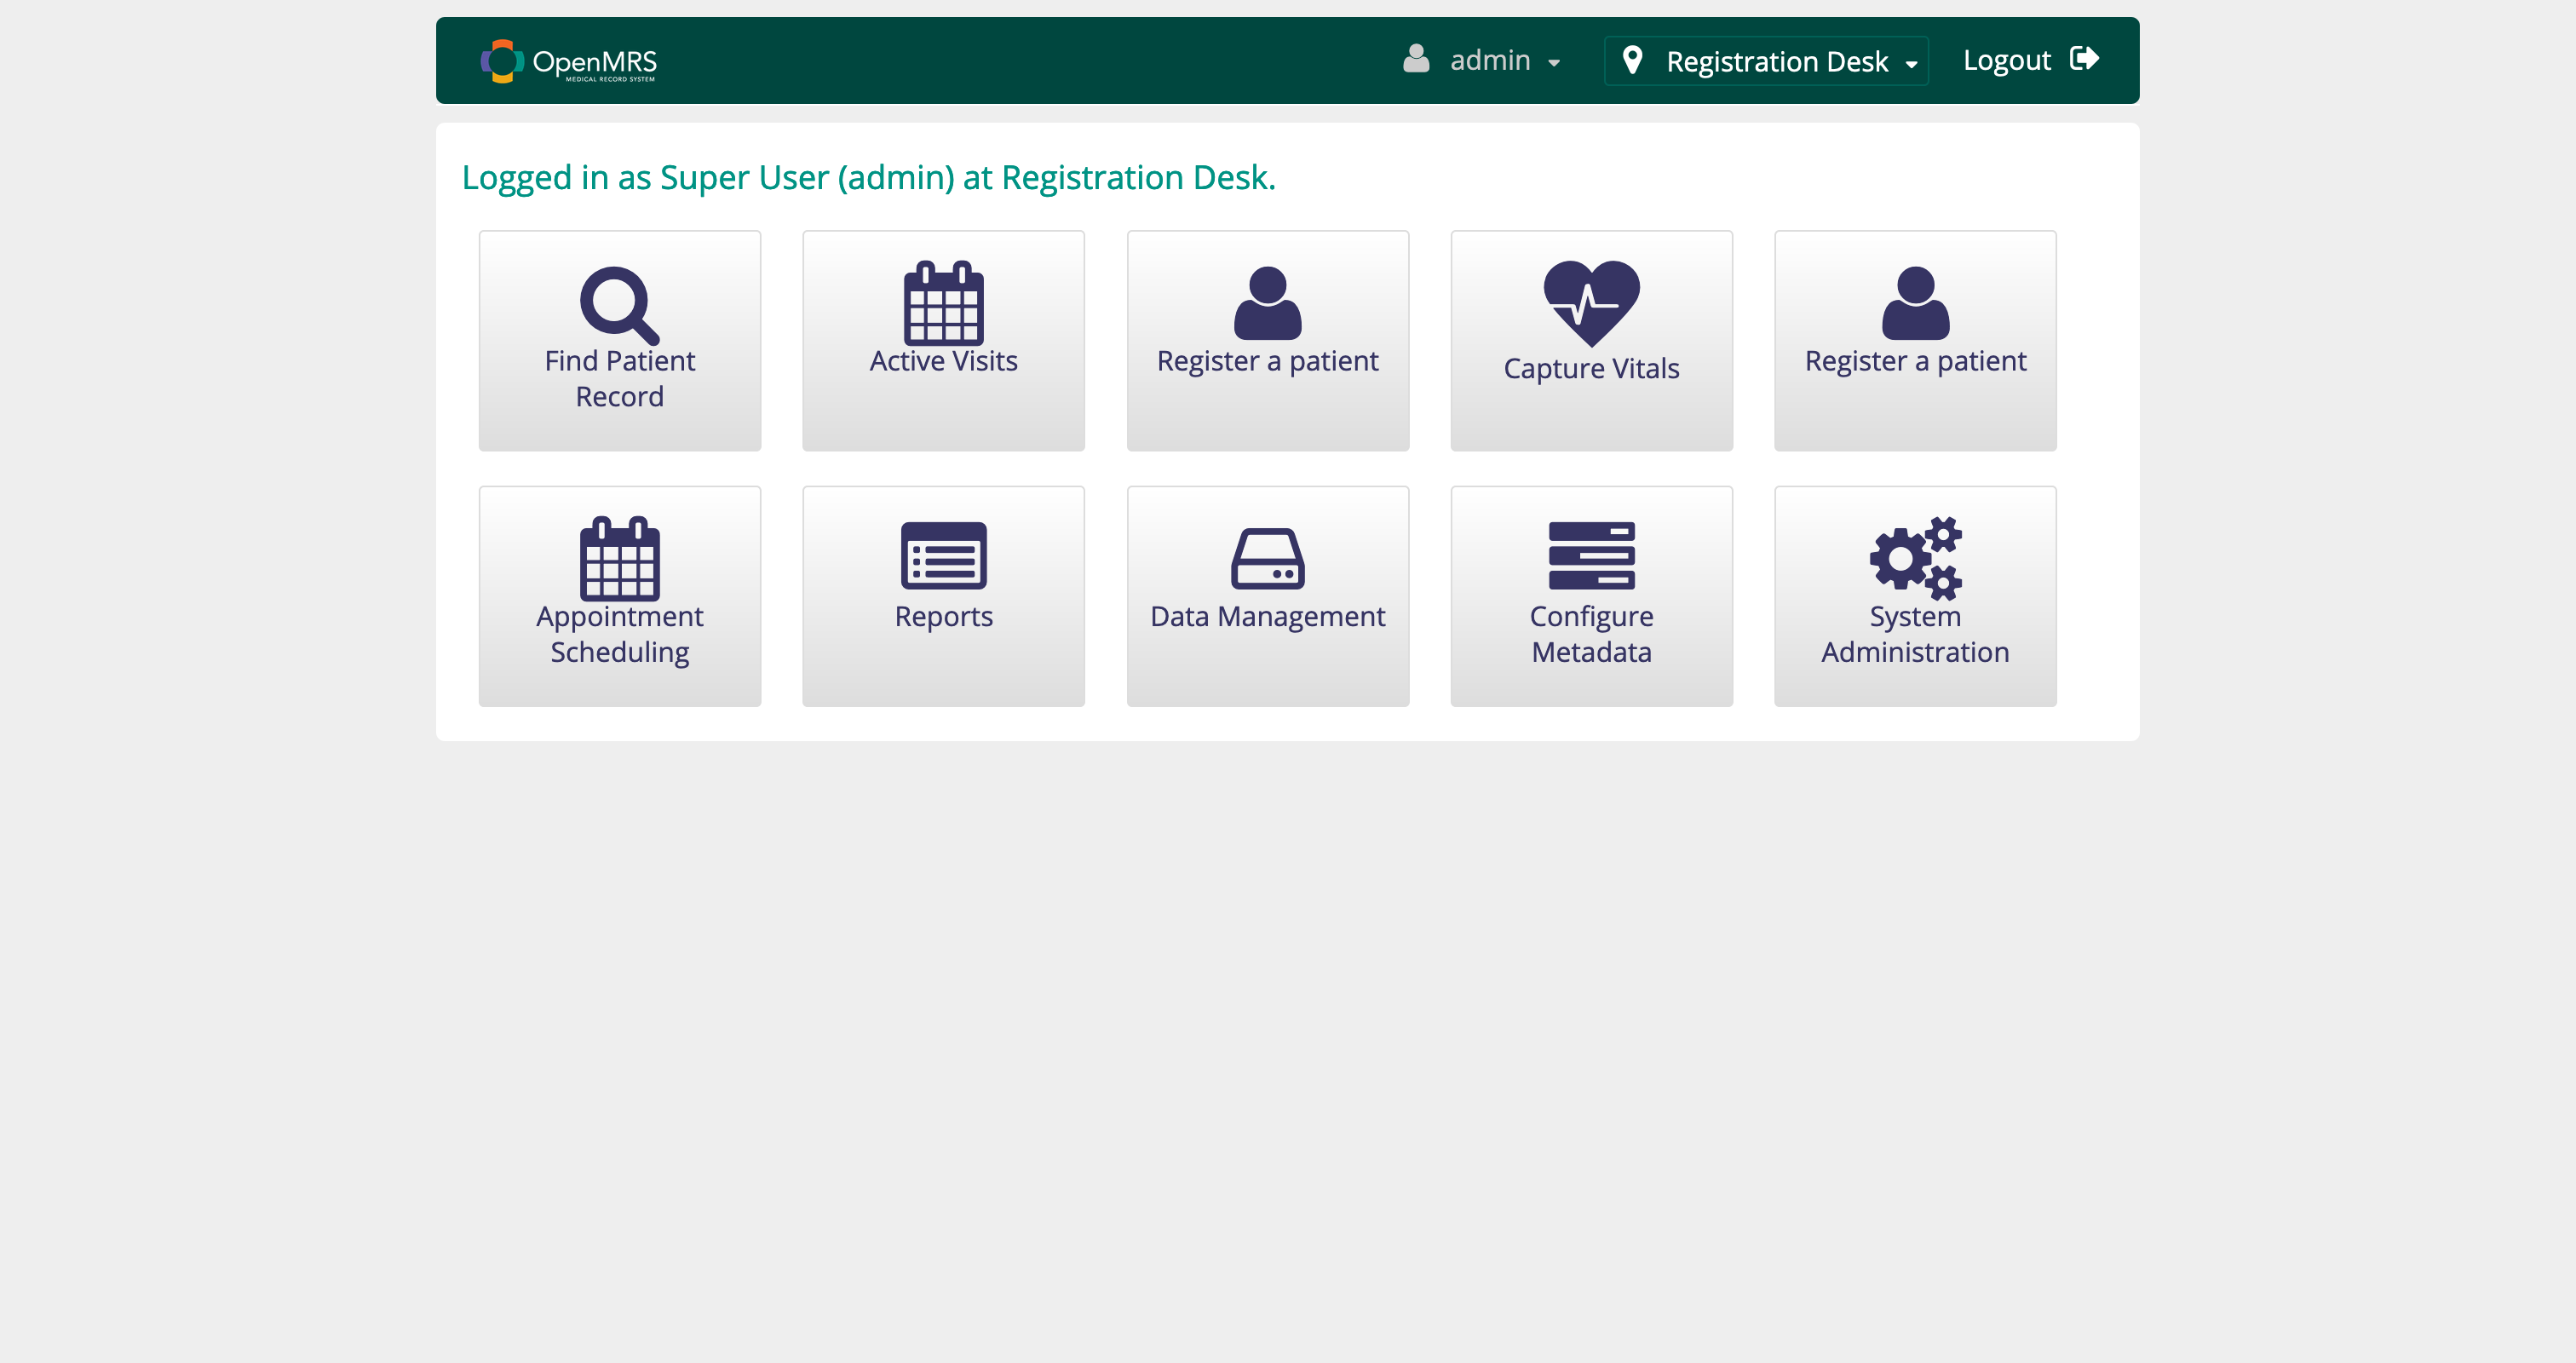 OpenMRS
MEDICAL RECORD SYSTEM
admin
Registration Desk
Logout
Logged in as Super User (admin) at Registration Desk.
Find Patient
Record
Active Visits
Register a patient
Capture Vitals
Register a patient
Appointment
Scheduling
Reports
Data Management
Configure
Metadata
System
Administration